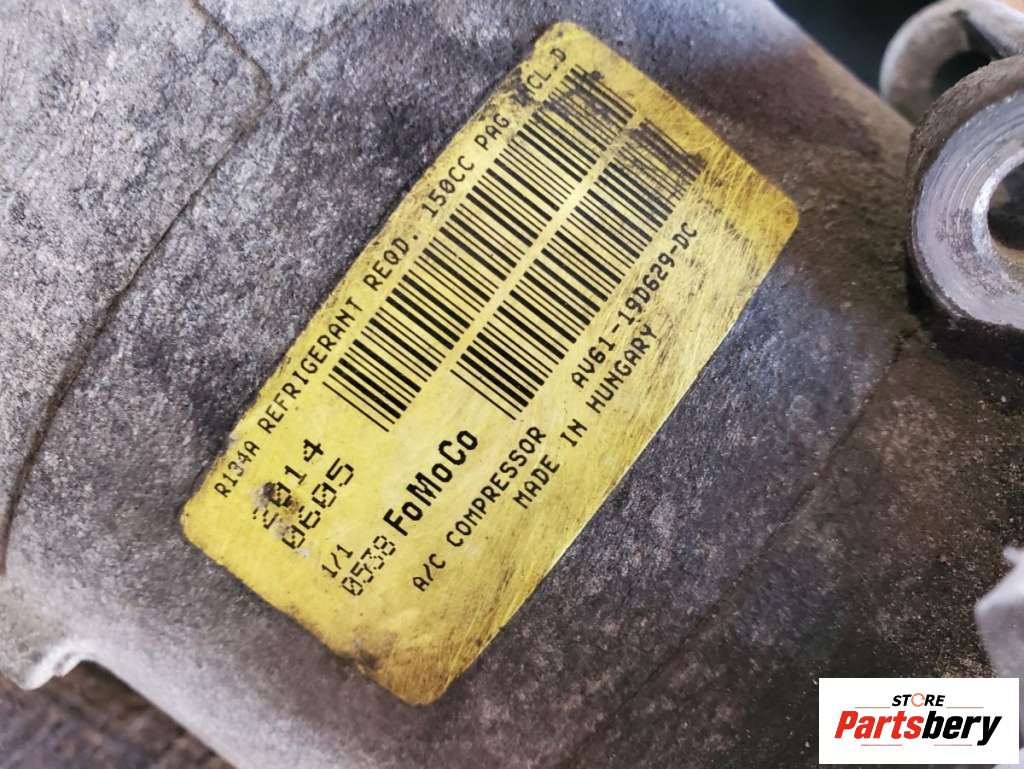 R134A REFRIGERANT REQD. 150CC PAG CL.D
2014
0605
1/1
0538 FoMoCo
A/C COMPRESSOR AV61-19D629-DC
MADE IN HUNGARY
STORE
Partsbery